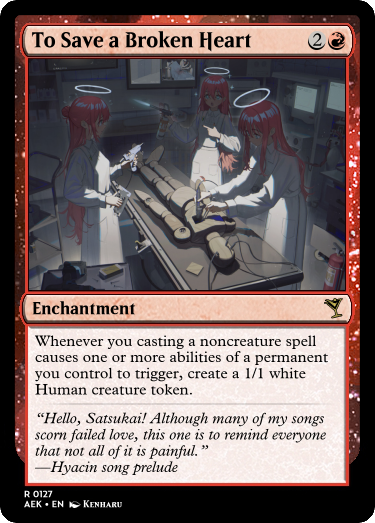 To Save a Broken Heart 2
Enchantment
Whenever you casting a noncreature spell
causes one or more abilities of a permanent
you control to trigger, create a 1/1 white
Human creature token.
“Hello, Satsukai! Although many of my songs
scorn failed love, this one is to remind everyone
that not all of it is painful.”
—Hyacin song prelude
R 0127
AEK • EN KENHARU